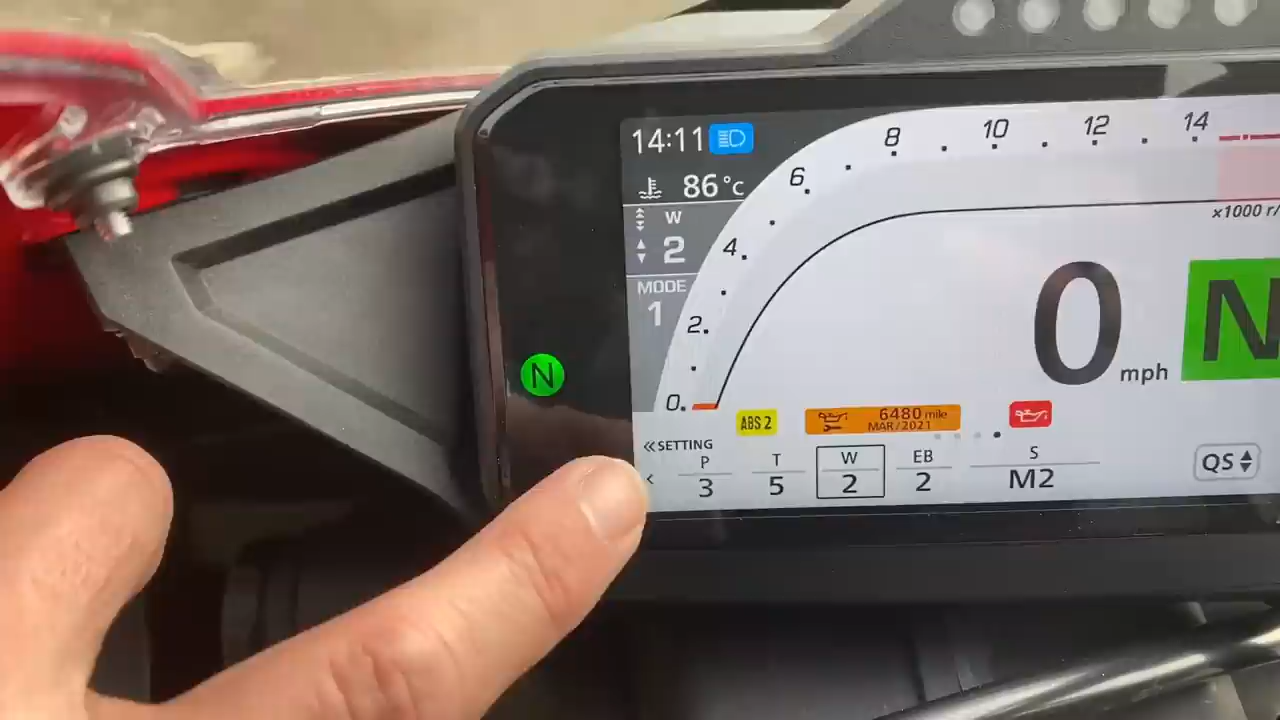 14:11
86°C
W
2
MODE
1
0.
2.
4.
6.
8
10
12
14
x1000 r/
0 mph
N
N
ABS 2
6480 mile
MAR/2021
«SETTING
<
P
3
T
5
W
2
EB
2
S
M2
QS